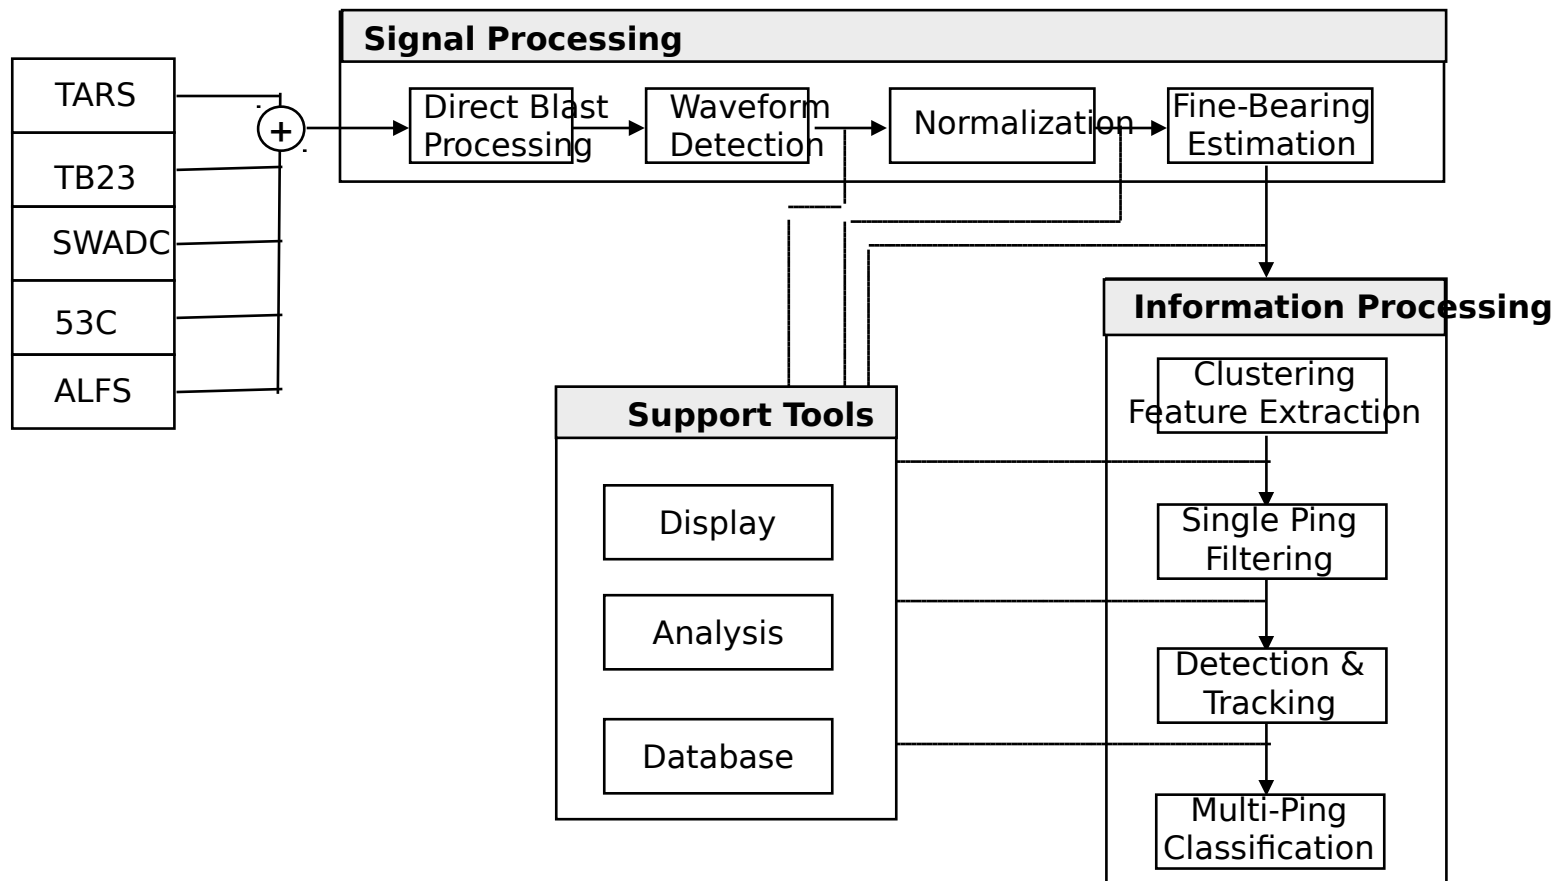 Signal Processing
TARS
TB23
SWADC
53C
ALFS
+
Direct Blast
Processing
Waveform
Detection
Normalization
Fine-Bearing
Estimation
Information Processing
Clustering
Feature Extraction
Single Ping
Filtering
Detection &
Tracking
Multi-Ping
Classification
Support Tools
Display
Analysis
Database